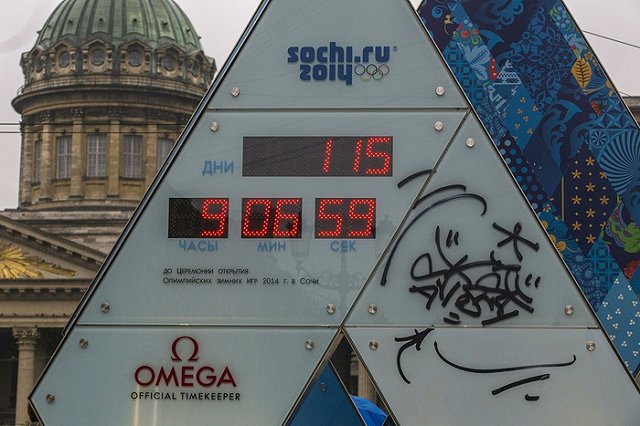 sochi.ru
2014
ДНИ 115
9 06 59
ЧАСЫ МИН СЕК
до Церемонии открытия
Олимпийских зимних Игр 2014 г. в Сочи
Ω
OMEGA
OFFICIAL TIMEKEEPER